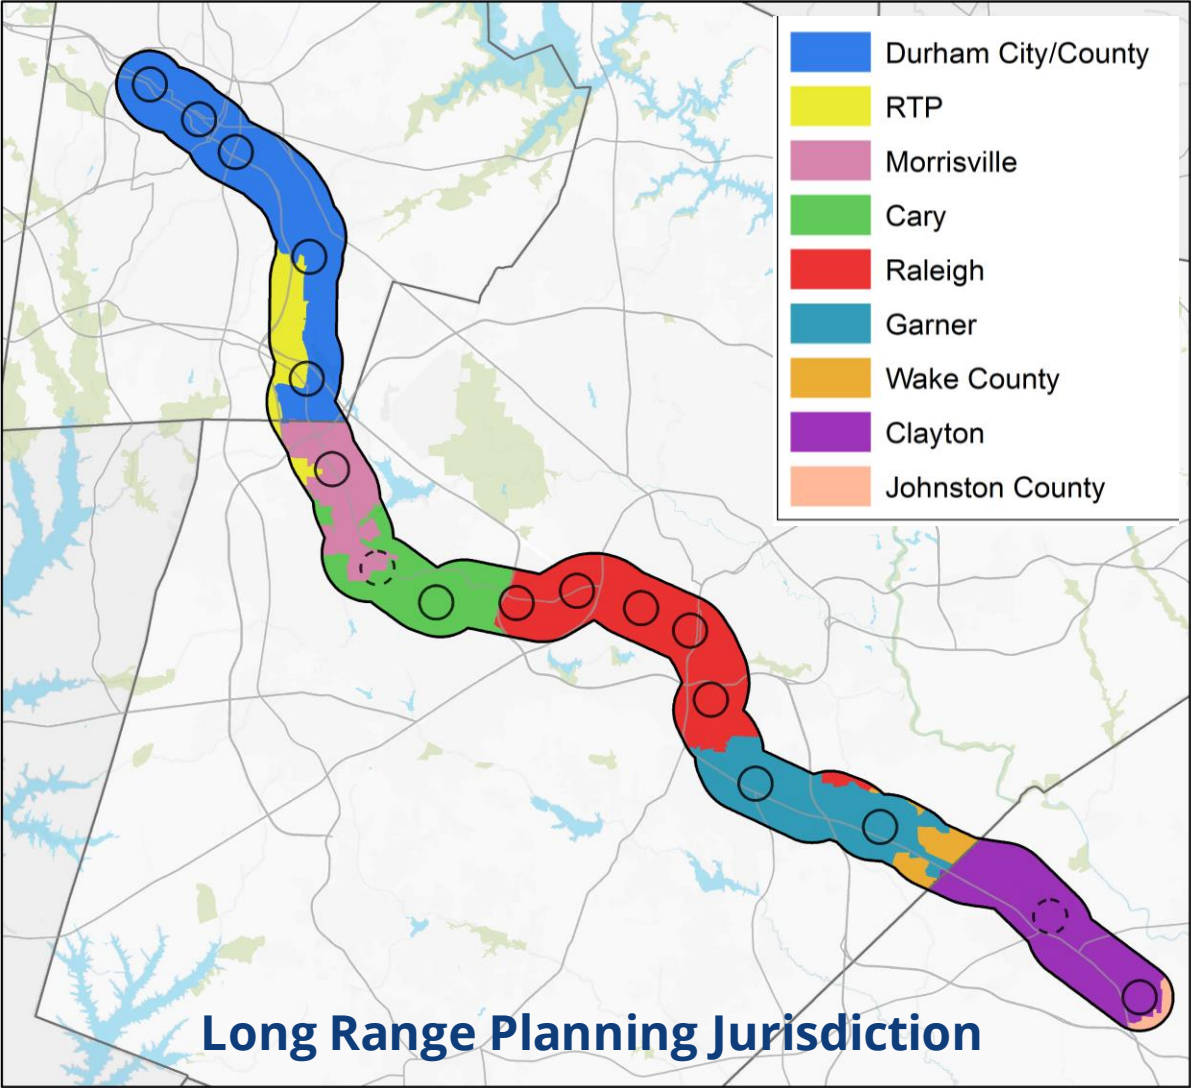 Durham City/County
RTP
Morrisville
Cary
Raleigh
Garner
Wake County
Clayton
Johnston County
Long Range Planning Jurisdiction